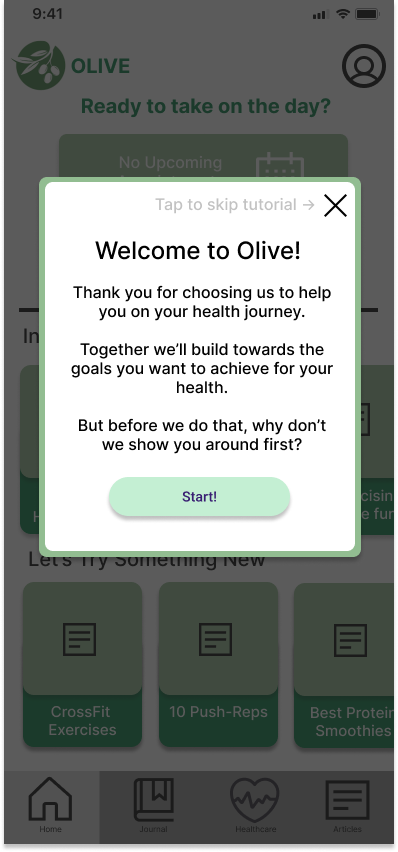 9:41
OLIVE
Ready to take on the day?
No Upcoming
Tap to skip tutorial →
Welcome to Olive!
Thank you for choosing us to help
you on your health journey.
Together we’ll build towards the
goals you want to achieve for your
health.
But before we do that, why don’t
we show you around first?
Start!
Let's Try Something New
CrossFit
Exercises
10 Push-Reps
Best Protein
Smoothies
Home
Journal
Healthcare
Articles